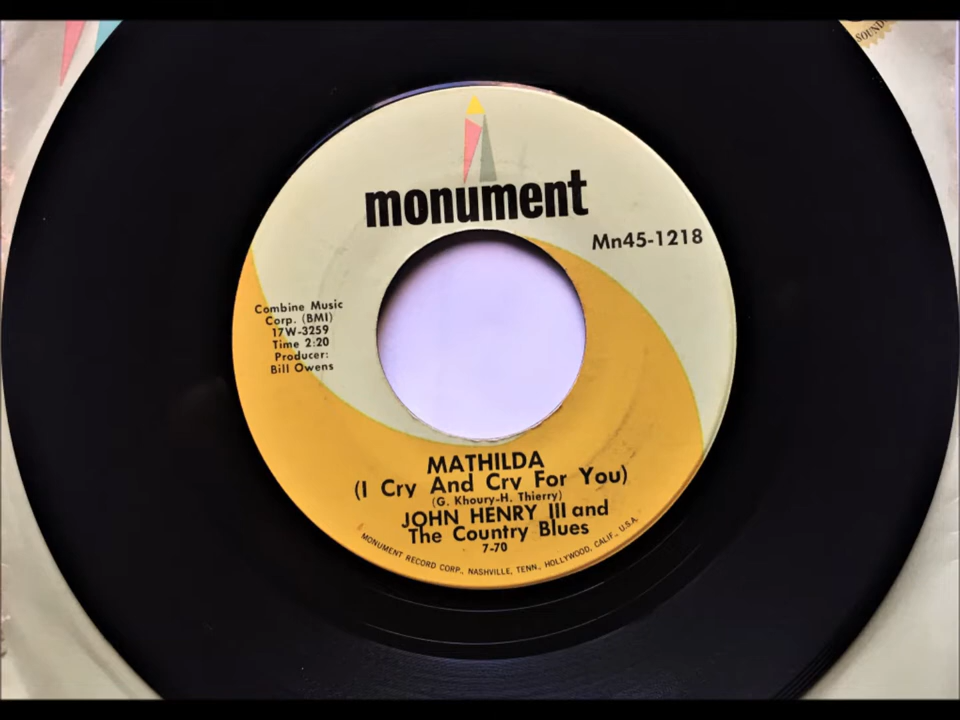 SOUND
monument
Mn45-1218
Combine Music
Corp. (BMI)
17W-3259
Time 2:20
Producer:
Bill Owens
MATHILDA
(I Cry And Cry For You)
(G. Khoury-H. Thierry)
JOHN HENRY III and
The Country Blues
7-70
MONUMENT RECORD CORP., NASHVILLE, TENN., HOLLYWOOD, CALIF., U.S.A.